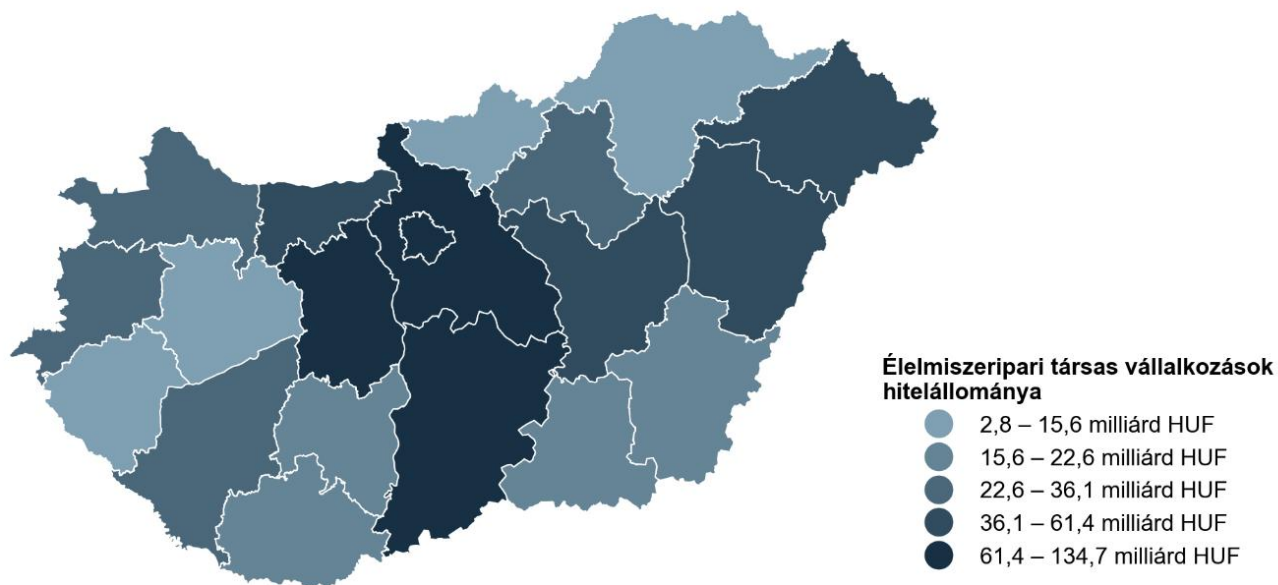 Élelmiszeripari társas vállalkozások
hitelállománya
2,8 – 15,6 milliárd HUF
15,6 – 22,6 milliárd HUF
22,6 – 36,1 milliárd HUF
36,1 – 61,4 milliárd HUF
61,4 – 134,7 milliárd HUF